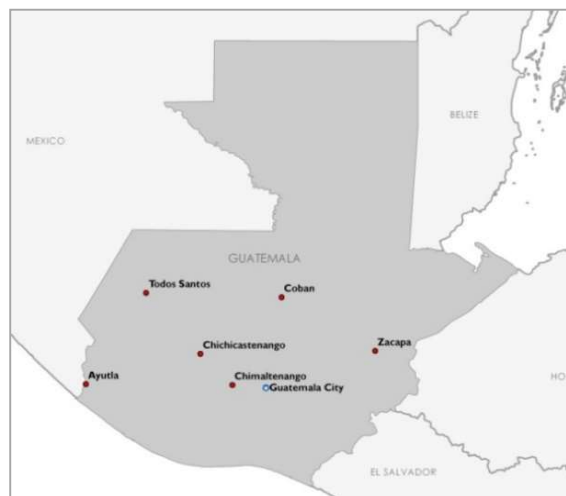 BELIZE
MEXICO
GUATEMALA
Todos Santos
Coban
Chichicastenango
Zacapa
Ayutla
Chimaltenango
Guatemala City
HO
EL SALVADOR